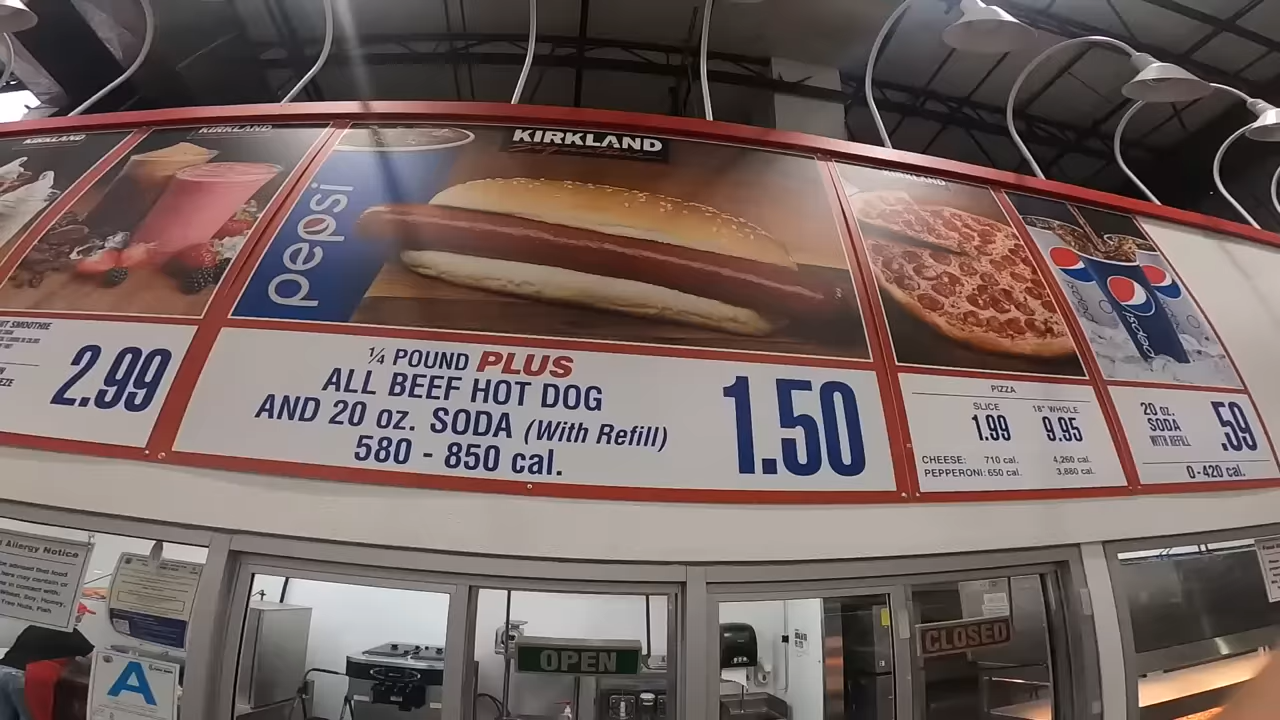 KIRKLAND
KIRKLAND
2.99
pepsi
KIRKLAND
Signature
1/4 POUND PLUS
ALL BEEF HOT DOG
AND 20 oz. SODA (With Refill)
580 - 850 cal.
1.50
KIRKLAND
PIZZA
SLICE
18" WHOLE
1.99
9.95
CHEESE: 710 cal. 4,260 cal.
PEPPERONI: 650 cal. 3,880 cal.
pepsi
20 oz.
SODA
WITH REFILL
.59
0-420 cal.
Allergy Notice
OPEN
CLOSED
A